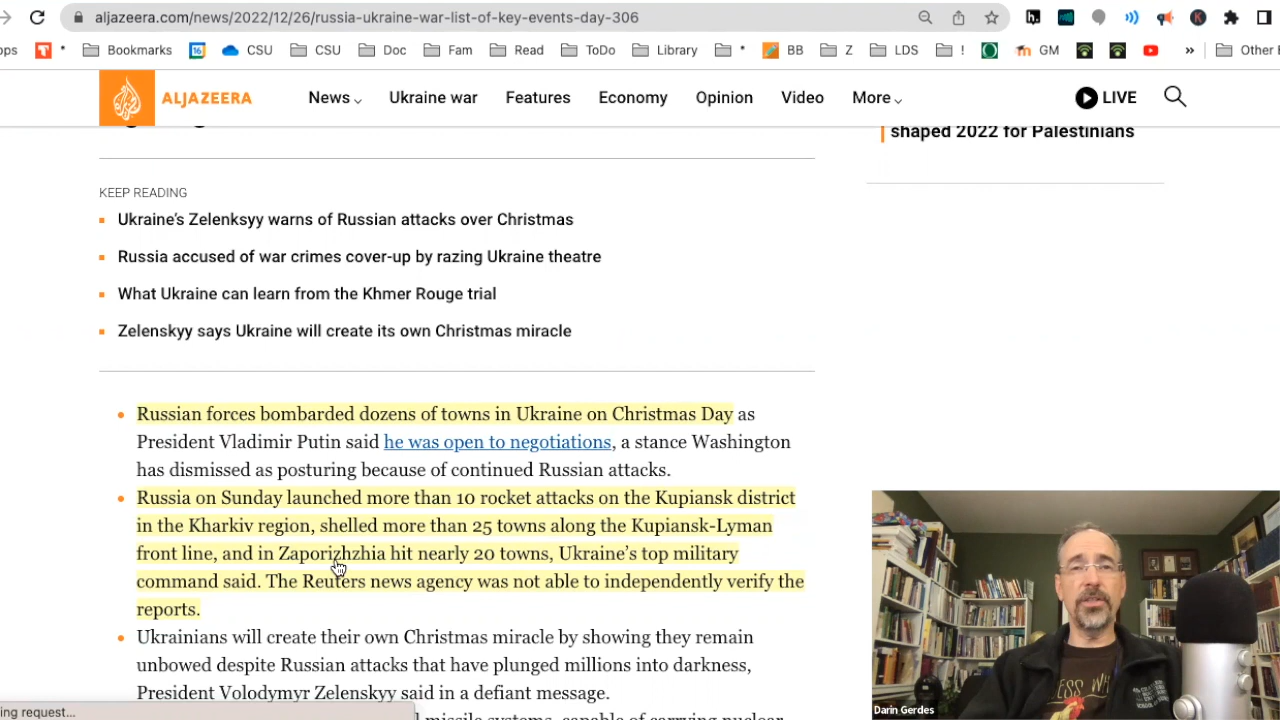 aljazeera.com/news/2022/12/26/russia-ukraine-war-list-of-key-events-day-306
ps * Bookmarks 16 CSU CSU Doc Fam Read ToDo Library * BB Z LDS ! GM » Other
ALJAZEERA News Ukraine war Features Economy Opinion Video More LIVE
shaped 2022 for Palestinians
KEEP READING
Ukraine’s Zelenksyy warns of Russian attacks over Christmas
Russia accused of war crimes cover-up by razing Ukraine theatre
What Ukraine can learn from the Khmer Rouge trial
Zelenskyy says Ukraine will create its own Christmas miracle
Russian forces bombarded dozens of towns in Ukraine on Christmas Day as
President Vladimir Putin said he was open to negotiations, a stance Washington
has dismissed as posturing because of continued Russian attacks.
Russia on Sunday launched more than 10 rocket attacks on the Kupiansk district
in the Kharkiv region, shelled more than 25 towns along the Kupiansk-Lyman
front line, and in Zaporizhzhia hit nearly 20 towns, Ukraine’s top military
command said. The Reuters news agency was not able to independently verify the
reports.
Ukrainians will create their own Christmas miracle by showing they remain
unbowed despite Russian attacks that have plunged millions into darkness,
President Volodymyr Zelenskyy said in a defiant message.
missile systems, capable of carrying nuclear
ing request...
Darin Gerdes